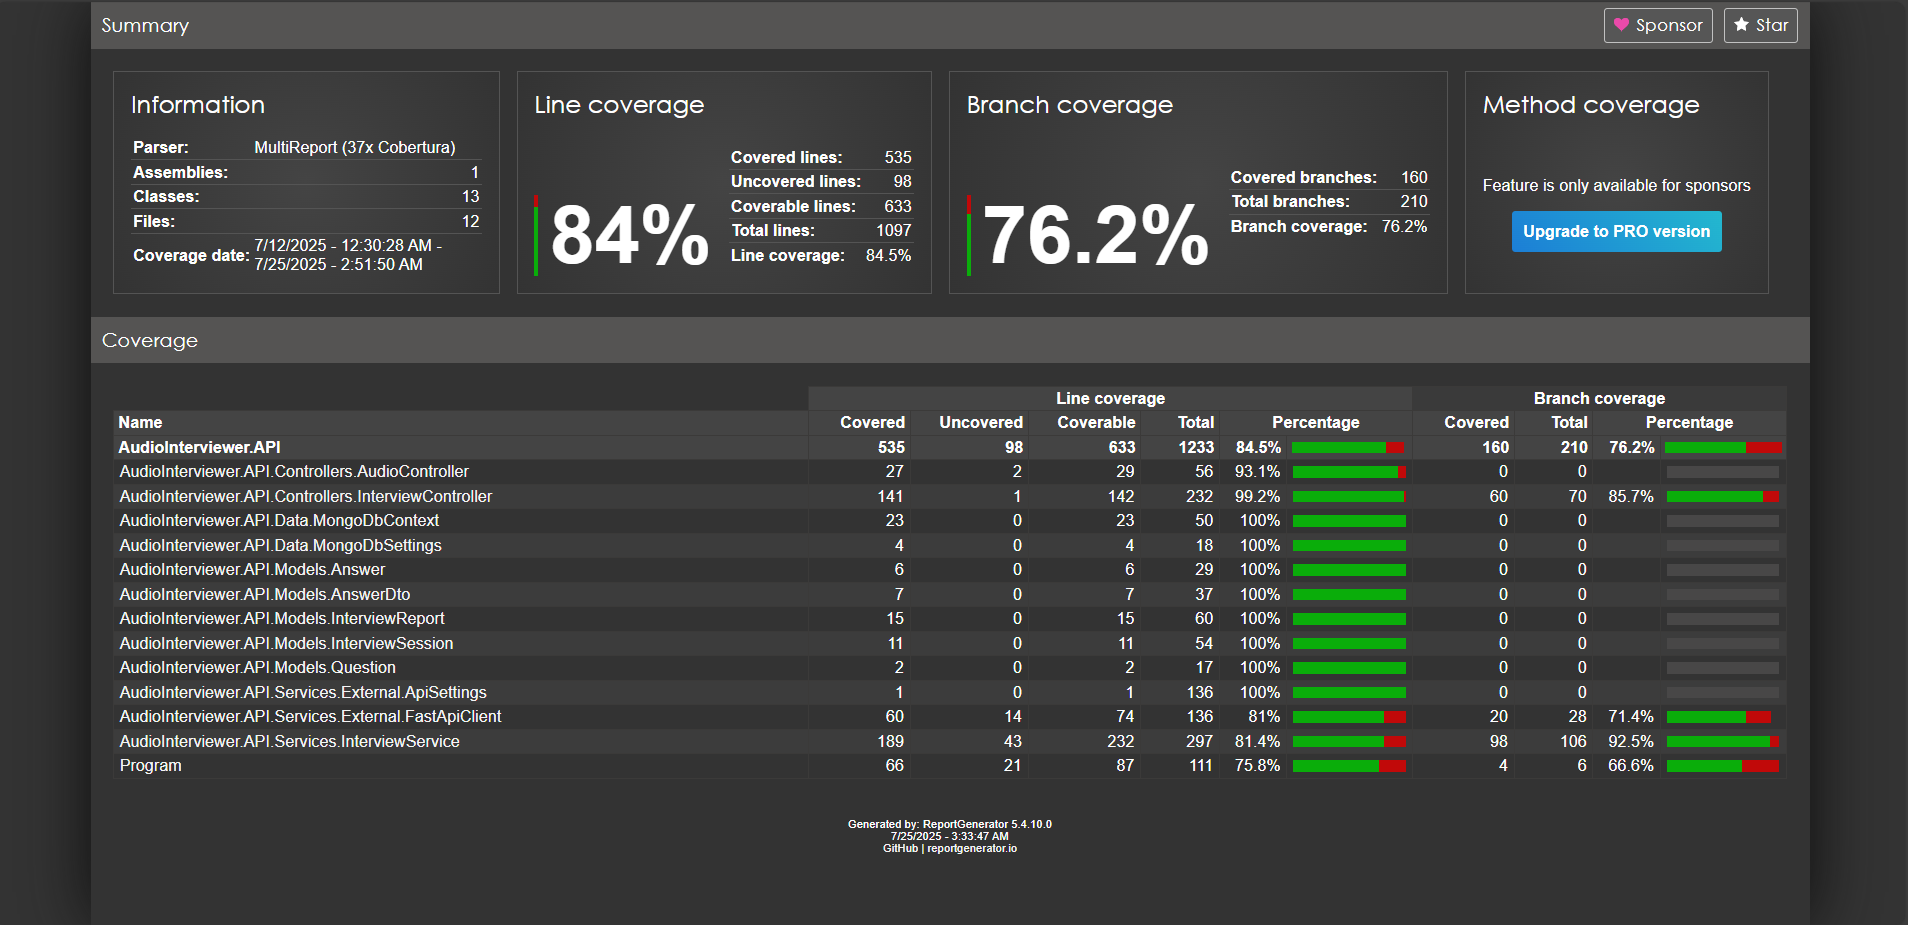 Summary
Sponsor
Star
Information
Parser: MultiReport (37x Cobertura)
Assemblies: 1
Classes: 13
Files: 12
Coverage date: 7/12/2025 - 12:30:28 AM -
7/25/2025 - 2:51:50 AM
Line coverage
84%
Covered lines: 535
Uncovered lines: 98
Coverable lines: 633
Total lines: 1097
Line coverage: 84.5%
Branch coverage
76.2%
Covered branches: 160
Total branches: 210
Branch coverage: 76.2%
Method coverage
Feature is only available for sponsors
Upgrade to PRO version
Coverage
Line coverage Branch coverage
Name Covered Uncovered Coverable Total Percentage Covered Total Percentage
AudioInterviewer.API 535 98 633 1233 84.5% 160 210 76.2%
AudioInterviewer.API.Controllers.AudioController 27 2 29 56 93.1% 0 0
AudioInterviewer.API.Controllers.InterviewController 141 1 142 232 99.2% 60 70 85.7%
AudioInterviewer.API.Data.MongoDbContext 23 0 23 50 100% 0 0
AudioInterviewer.API.Data.MongoDbSettings 4 0 4 18 100% 0 0
AudioInterviewer.API.Models.Answer 6 0 6 29 100% 0 0
AudioInterviewer.API.Models.AnswerDto 7 0 7 37 100% 0 0
AudioInterviewer.API.Models.InterviewReport 15 0 15 60 100% 0 0
AudioInterviewer.API.Models.InterviewSession 11 0 11 54 100% 0 0
AudioInterviewer.API.Models.Question 2 0 2 17 100% 0 0
AudioInterviewer.API.Services.External.ApiSettings 1 0 1 136 100% 0 0
AudioInterviewer.API.Services.External.FastApiClient 60 14 74 136 81% 20 28 71.4%
AudioInterviewer.API.Services.InterviewService 189 43 232 297 81.4% 98 106 92.5%
Program 66 21 87 111 75.8% 4 6 66.6%
Generated by: ReportGenerator 5.4.10.0
7/25/2025 - 3:33:47 AM
GitHub | reportgenerator.io